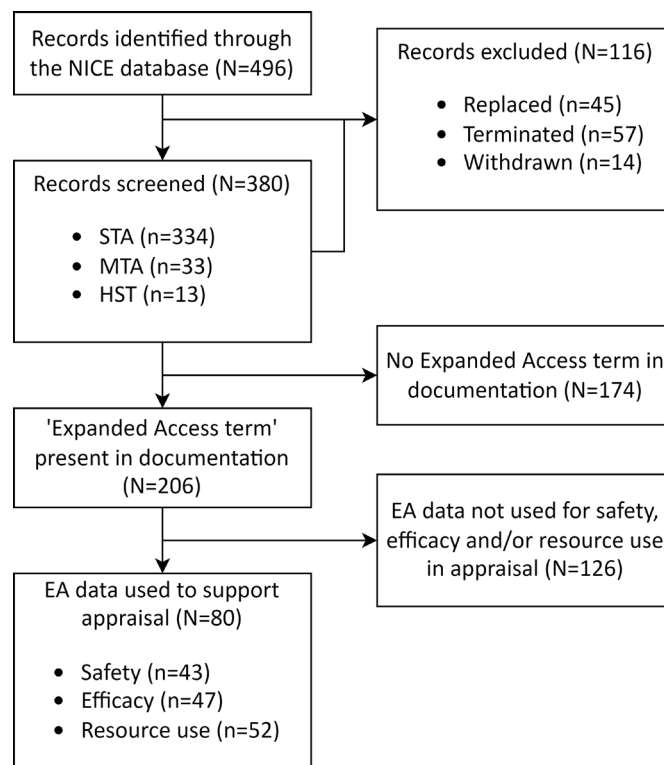 Records identified through
the NICE database (N=496)
Records excluded (N=116)
• Replaced (n=45)
• Terminated (n=57)
• Withdrawn (n=14)
Records screened (N=380)
• STA (n=334)
• MTA (n=33)
• HST (n=13)
No Expanded Access term in
documentation (N=174)
'Expanded Access term'
present in documentation
(N=206)
EA data not used for safety,
efficacy and/or resource use
in appraisal (N=126)
EA data used to support
appraisal (N=80)
• Safety (n=43)
• Efficacy (n=47)
• Resource use (n=52)